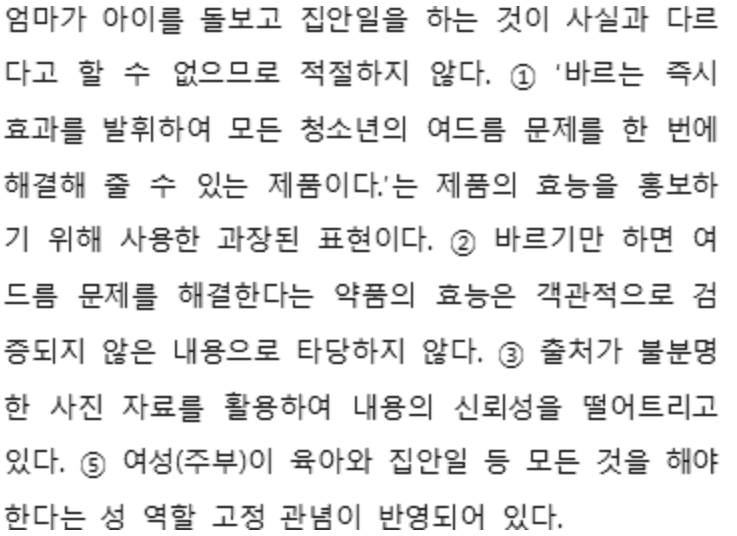 엄마가 아이를 돌보고 집안일을 하는 것이 사실과 다르
다고 할 수 없으므로 적절하지 않다. ① ‘바르는 즉시
효과를 발휘하여 모든 청소년의 여드름 문제를 한 번에
해결해 줄 수 있는 제품이다.’는 제품의 효능을 홍보하
기 위해 사용한 과장된 표현이다. ② 바르기만 하면 여
드름 문제를 해결한다는 약품의 효능은 객관적으로 검
증되지 않은 내용으로 타당하지 않다. ③ 출처가 불분명
한 사진 자료를 활용하여 내용의 신뢰성을 떨어트리고
있다. ⑤ 여성(주부)이 육아와 집안일 등 모든 것을 해야
한다는 성 역할 고정 관념이 반영되어 있다.